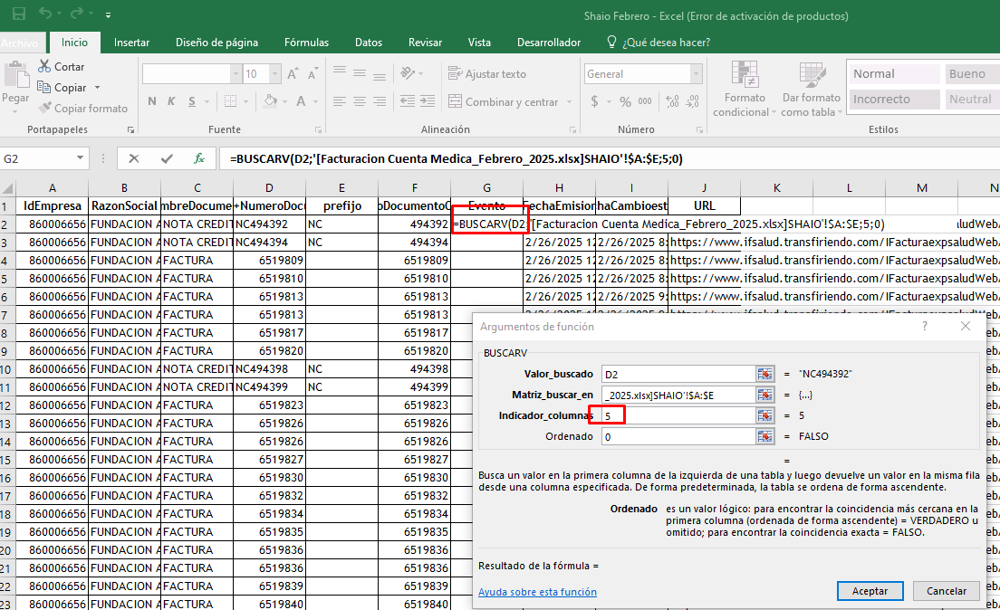 Shaio Febrero - Excel (Error de activación de productos)
Archivo Inicio Insertar Diseño de página Fórmulas Datos Revisar Vista Desarrollador ¿Qué desea hacer?
Pegar Cortar
Copiar
Copiar formato
Portapapeles
10 A A
N K S A
Fuente
Ajustar texto
Combinar y centrar
Alineación
General
$ % 000
Número
Formato condicional
Dar formato como tabla
Normal Bueno
Incorrecto Neutral
Estilos
G2 fx =BUSCARV(D2;'[Facturacion Cuenta Medica_Febrero_2025.xlsx]SHAIO'!$A:$E;5;0)
A B C D E F G H I J K L M N
1 IdEmpresa RazonSocial mbreDocume +NumeroDocu prefijo oDocumentoC Evento echaEmision haCambioest URL
2 860006656 FUNDACION A NOTA CREDIT NC494392 NC 494392 =BUSCARV(D2;'[Facturacion Cuenta Medica_Febrero_2025.xlsx]SHAIO'!$A:$E;5;0) aludWebA
3 860006656 FUNDACION A NOTA CREDIT NC494394 NC 494394 2/26/2025 12 2/26/2025 8: https://www.ifsalud.transfiriendo.com/IFacturaexpsaludWebA
4 860006656 FUNDACION A FACTURA 6519809 6519809 2/26/2025 12 2/26/2025 8: https://www.ifsalud.transfiriendo.com/IFacturaexpsaludWebA
5 860006656 FUNDACION A FACTURA 6519810 6519810 2/26/2025 12 2/26/2025 8: https://www.ifsalud.transfiriendo.com/IFacturaexpsaludWebA
6 860006656 FUNDACION A FACTURA 6519813 6519813 2/26/2025 12 2/26/2025 9: https://www.ifsalud.transfiriendo.com/IFacturaexpsaludWebA
7 860006656 FUNDACION A FACTURA 6519813 6519813
8 860006656 FUNDACION A FACTURA 6519817 6519817
9 860006656 FUNDACION A FACTURA 6519820 6519820
10 860006656 FUNDACION A NOTA CREDIT NC494398 NC 494398
11 860006656 FUNDACION A NOTA CREDIT NC494399 NC 494399
12 860006656 FUNDACION A FACTURA 6519823 6519823
13 860006656 FUNDACION A FACTURA 6519826 6519826
14 860006656 FUNDACION A FACTURA 6519826 6519826
15 860006656 FUNDACION A FACTURA 6519827 6519827
16 860006656 FUNDACION A FACTURA 6519830 6519830
17 860006656 FUNDACION A FACTURA 6519832 6519832
18 860006656 FUNDACION A FACTURA 6519834 6519834
19 860006656 FUNDACION A FACTURA 6519835 6519835
20 860006656 FUNDACION A FACTURA 6519836 6519836
21 860006656 FUNDACION A FACTURA 6519836 6519836
22 860006656 FUNDACION A FACTURA 6519839 6519839
23 860006656 FUNDACION A FACTURA 6519840 6519840
Argumentos de función ?
BUSCARV
Valor_buscado D2 = "NC494392"
Matriz_buscar_en _2025.xlsx]SHAIO'!$A:$E = {...}
Indicador_columnas 5 = 5
Ordenado 0 = FALSO
=
Busca un valor en la primera columna de la izquierda de una tabla y luego devuelve un valor en la misma fila
desde una columna especificada. De forma predeterminada, la tabla se ordena de forma ascendente.
Ordenado es un valor lógico: para encontrar la coincidencia más cercana en la
primera columna (ordenada de forma ascendente) = VERDADERO u
omitido; para encontrar la coincidencia exacta = FALSO.
Resultado de la fórmula =
Ayuda sobre esta función
Aceptar Cancelar